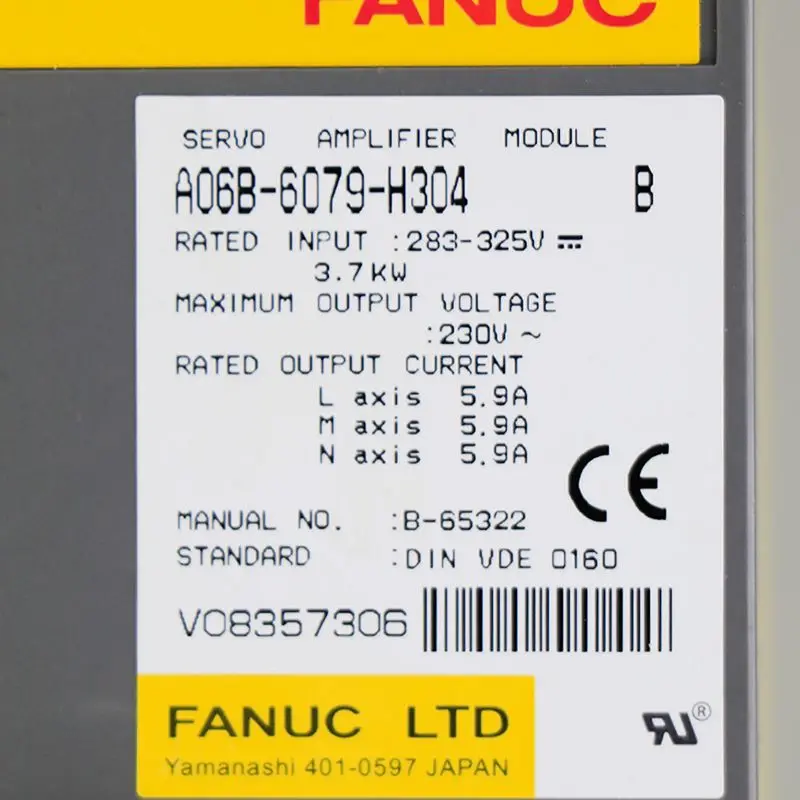 FANUC
SERVO AMPLIFIER MODULE
A06B-6079-H304 B
RATED INPUT :283-325V ⎓
3.7KW
MAXIMUM OUTPUT VOLTAGE
:230V ~
RATED OUTPUT CURRENT
L axis 5.9A
M axis 5.9A
N axis 5.9A
CE
MANUAL NO. :B-65322
STANDARD :DIN VDE 0160
V08357306
FANUC LTD
Yamanashi 401-0597 JAPAN
RU®